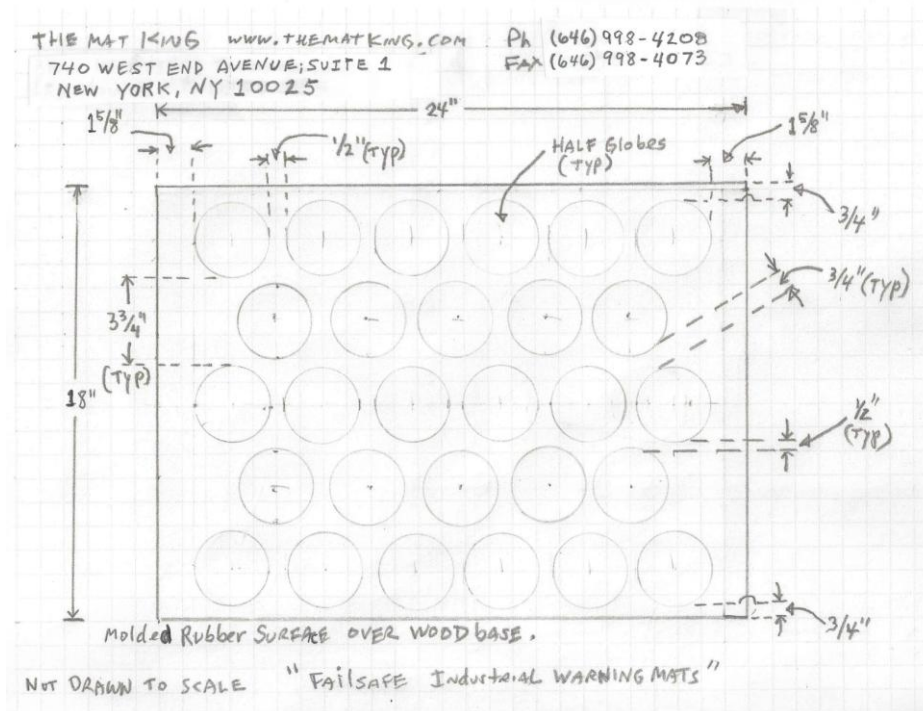 THE MAT KING www.THEMATKING.COM Ph (646) 998-4208
740 WEST END AVENUE; SUITE 1 FAX (646) 998-4073
NEW YORK, NY 10025
24"
1 5/8"
1/2" (TYP)
HALF Globes
(TYP)
1 5/8"
3/4"
3/4" (TYP)
3 3/4"
(TYP)
18"
1/2"
(TYP)
3/4"
Molded Rubber SURFACE OVER WOOD base.
NOT DRAWN TO SCALE "FAILSAFE Industrial WARNING MATS"